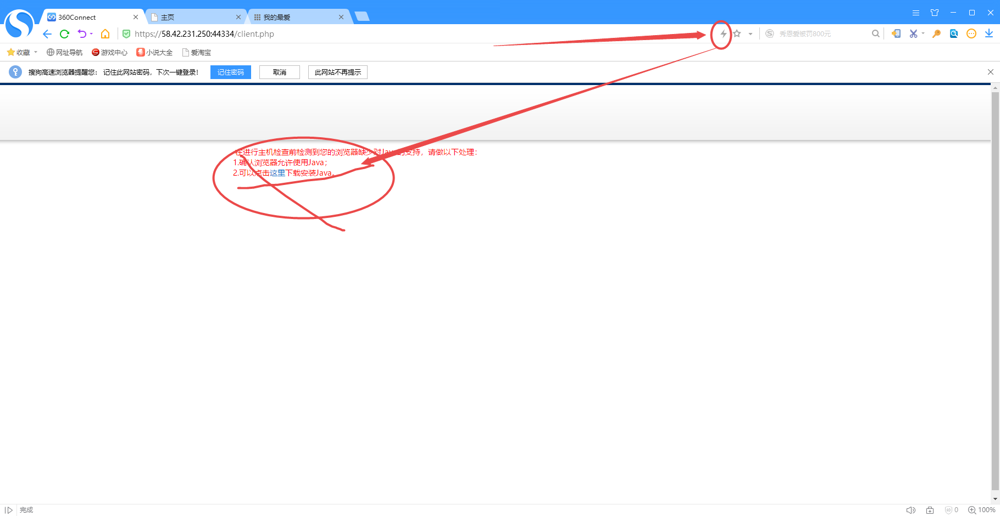 360Connect
主页
我的最爱
https://58.42.231.250:44334/client.php
秀恩爱被罚800元
收藏
网址导航
游戏中心
小说大全
爱淘宝
搜狗高速浏览器提醒您： 记住此网站密码，下次一键登录！
记住密码
取消
此网站不再提示
在进行主机检查前检测到您的浏览器缺少对Java的支持，请做以下处理：
1.确认浏览器允许使用Java；
2.可以点击这里下载安装Java。
完成
0
100%